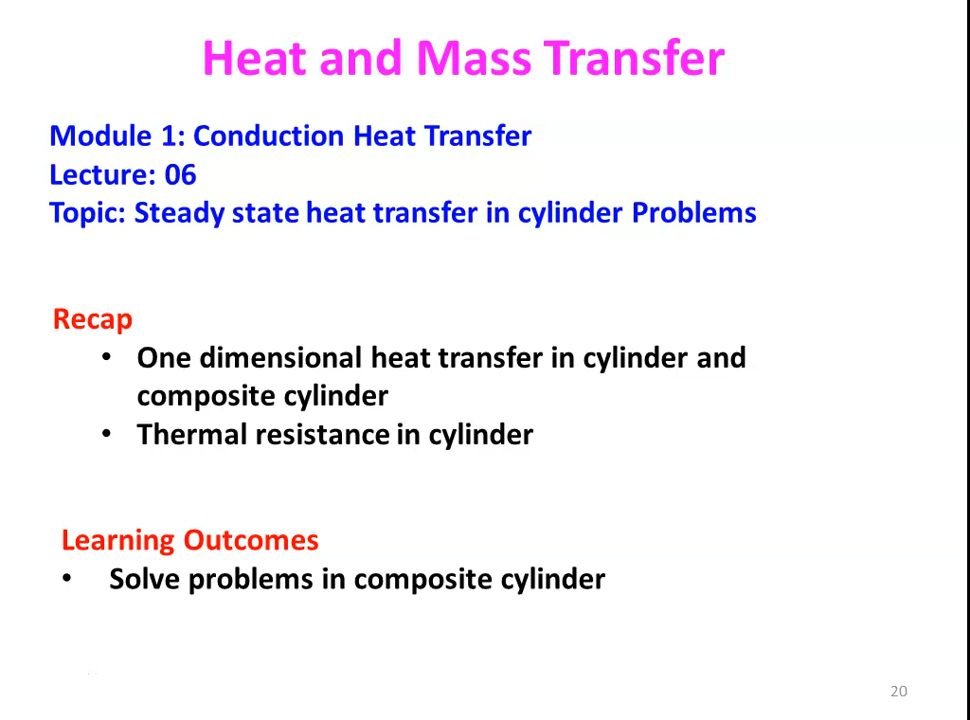 Heat and Mass Transfer
Module 1: Conduction Heat Transfer
Lecture: 06
Topic: Steady state heat transfer in cylinder Problems
Recap
• One dimensional heat transfer in cylinder and
composite cylinder
• Thermal resistance in cylinder
Learning Outcomes
• Solve problems in composite cylinder
20